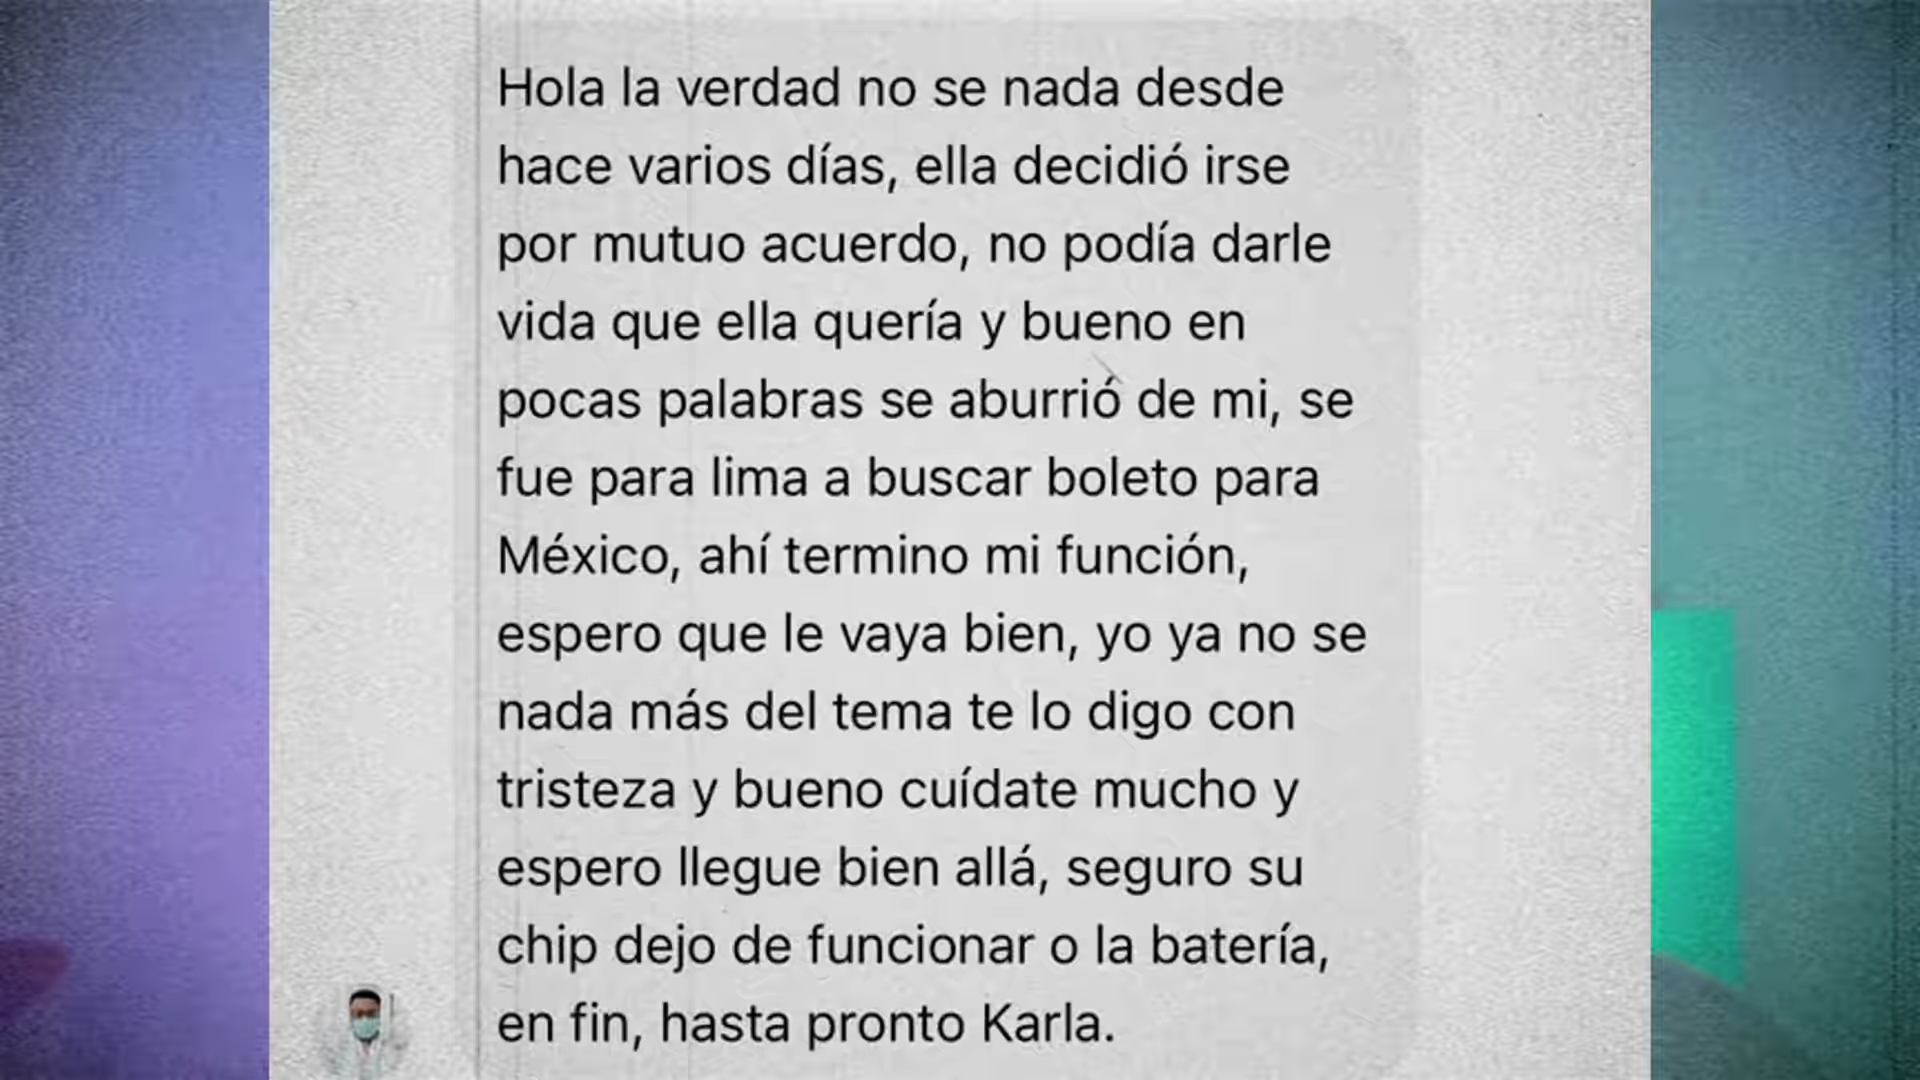 Hola la verdad no se nada desde
hace varios días, ella decidió irse
por mutuo acuerdo, no podía darle
vida que ella quería y bueno en
pocas palabras se aburrió de mi, se
fue para lima a buscar boleto para
México, ahí termino mi función,
espero que le vaya bien, yo ya no se
nada más del tema te lo digo con
tristeza y bueno cuídate mucho y
espero llegue bien allá, seguro su
chip dejo de funcionar o la batería,
en fin, hasta pronto Karla.